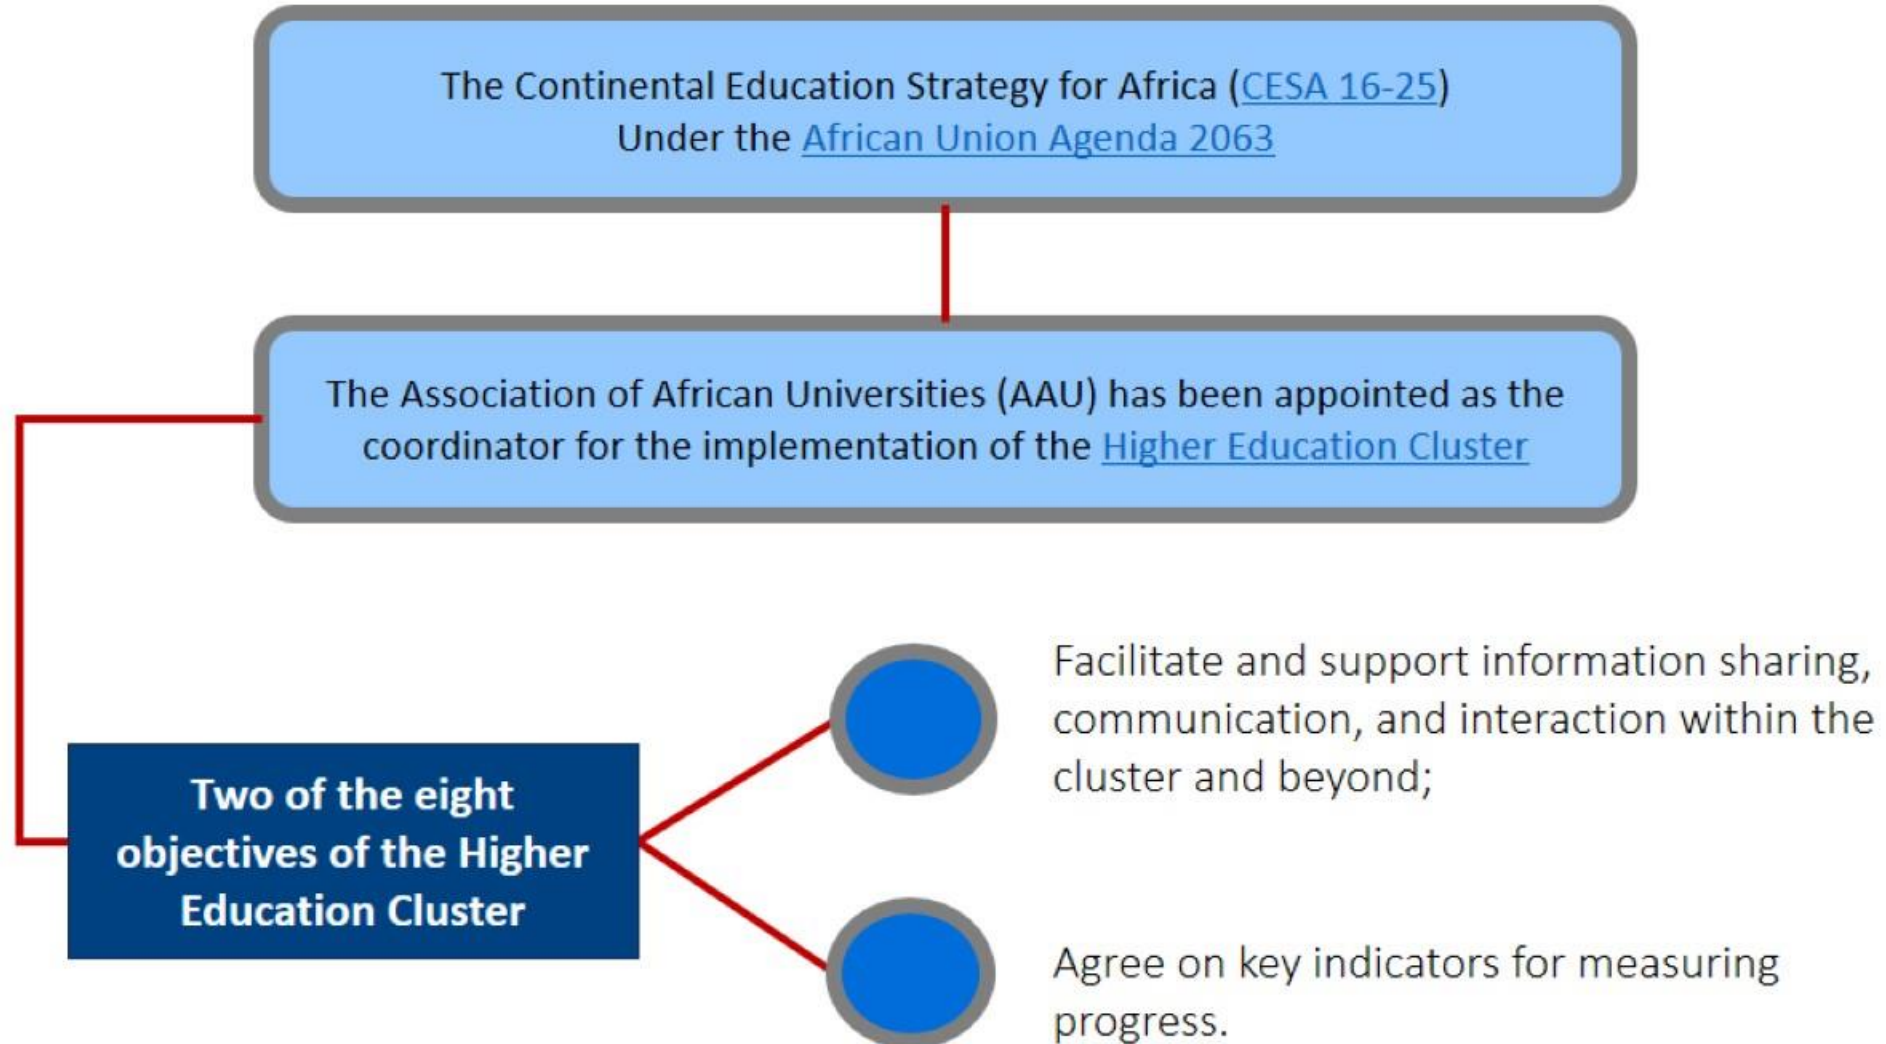 The Continental Education Strategy for Africa (CESA 16-25)
Under the African Union Agenda 2063
The Association of African Universities (AAU) has been appointed as the
coordinator for the implementation of the Higher Education Cluster
Two of the eight
objectives of the Higher
Education Cluster
Facilitate and support information sharing,
communication, and interaction within the
cluster and beyond;
Agree on key indicators for measuring
progress.